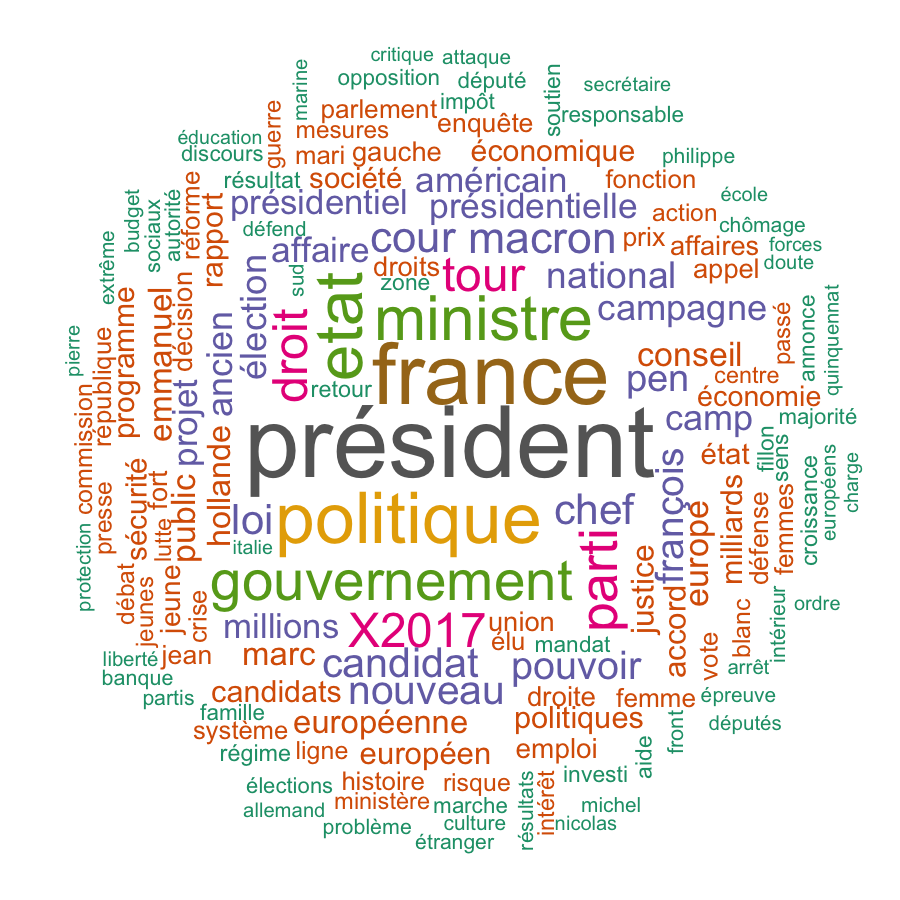 critique
attaque
marine
opposition
député
secrétaire
impôt
soutien
responsable
guerre
parlement
enquête
mesures
éducation
discours
mari
gauche
économique
philippe
résultat
société
américain
fonction
réforme
école
budget
sociaux
autorité
rapport
présidentiel
présidentielle
action
chômage
défend
affaire
cour
macron
prix
affaires
forces
extrême
élection
sud
droits
zone
tour
national
appel
doute
état
ministre
campagne
programme
emmanuel
décision
ancien
droit
passé
annonce
quinquennat
pierre
république
projet
retour
france
conseil
pen
centre
économie
commission
président
camp
majorité
hollande
françois
état
fillon
sens
presse
sécurité
fort
public
loi
politique
chef
milliards
croissance
européens
charge
protection
lutte
italie
parti
europe
défense
femmes
débat
jeunes
jeune
crise
gouvernement
justice
accord
ordre
millions
X2017
union
élu
mandat
vote
blanc
intérieur
liberté
jean
marc
candidat
pouvoir
arrêt
banque
partis
candidats
nouveau
droite
femme
épreuve
famille
système
européenne
politiques
front
députés
régime
ligne
européen
emploi
aide
élections
histoire
risque
investi
allemand
ministère
marche
résultats
intérêt
michel
problème
culture
nicolas
étranger